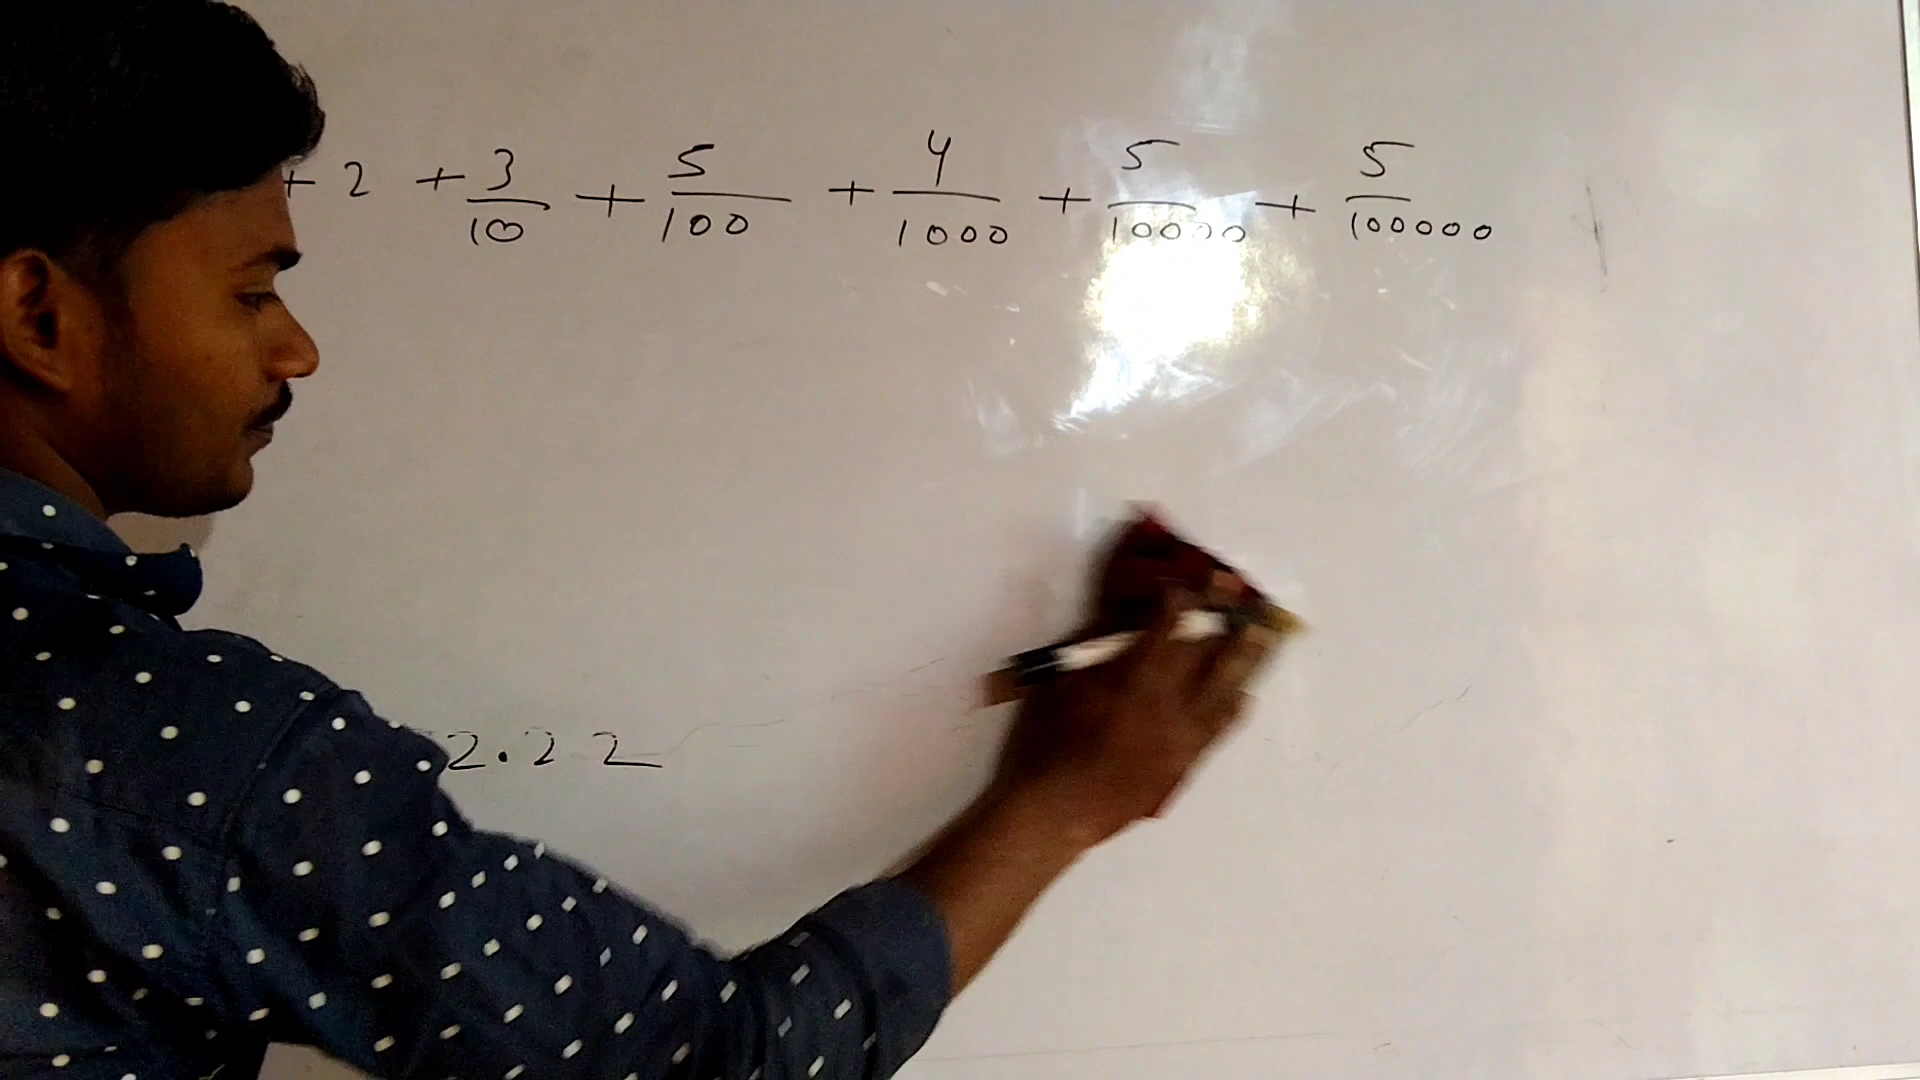 + 2 + 3/10 + 5/100 + 4/1000 + 5/10000 + 5/100000
2.22